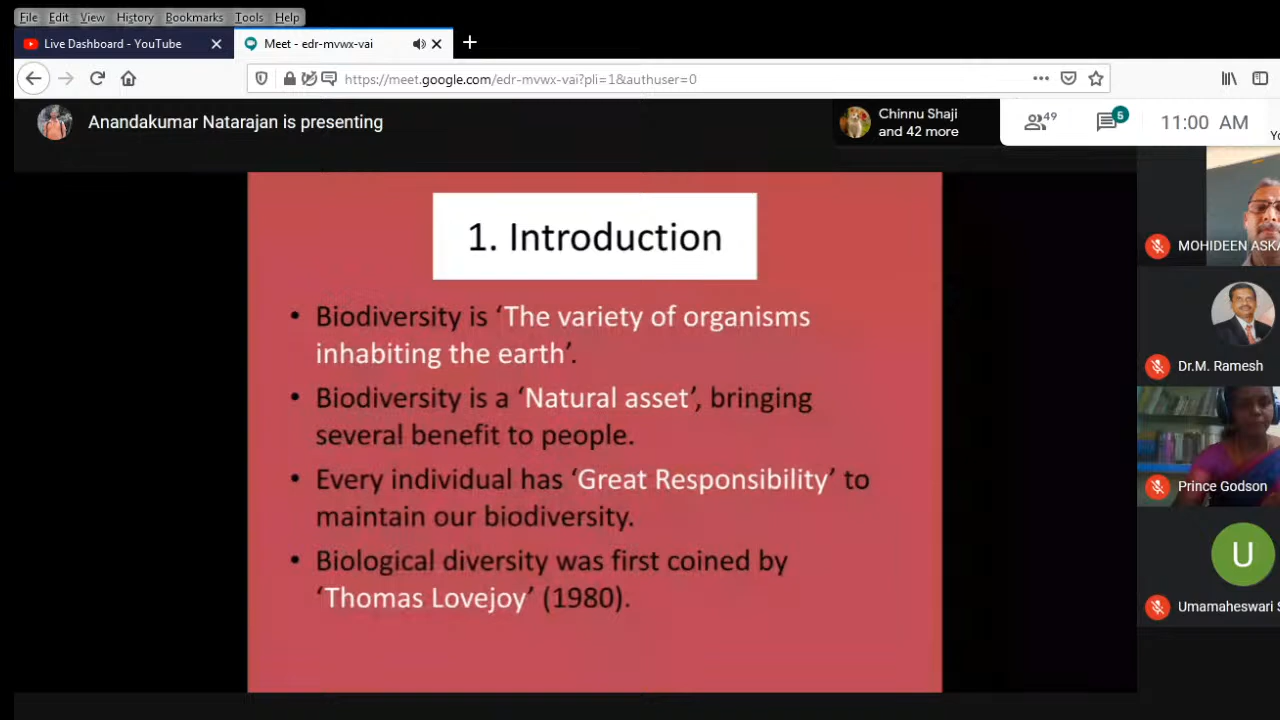 File Edit View History Bookmarks Tools Help
Live Dashboard - YouTube
Meet - edr-mvwx-vai
https://meet.google.com/edr-mvwx-vai?pli=1&authuser=0
Anandakumar Natarajan is presenting
Chinnu Shaji
and 42 more
49
5
11:00 AM
1. Introduction
• Biodiversity is ‘The variety of organisms
inhabiting the earth’.
• Biodiversity is a ‘Natural asset’, bringing
several benefit to people.
• Every individual has ‘Great Responsibility’ to
maintain our biodiversity.
• Biological diversity was first coined by
‘Thomas Lovejoy’ (1980).
MOHIDEEN ASKA
Dr.M. Ramesh
Prince Godson
U
Umamaheswari S